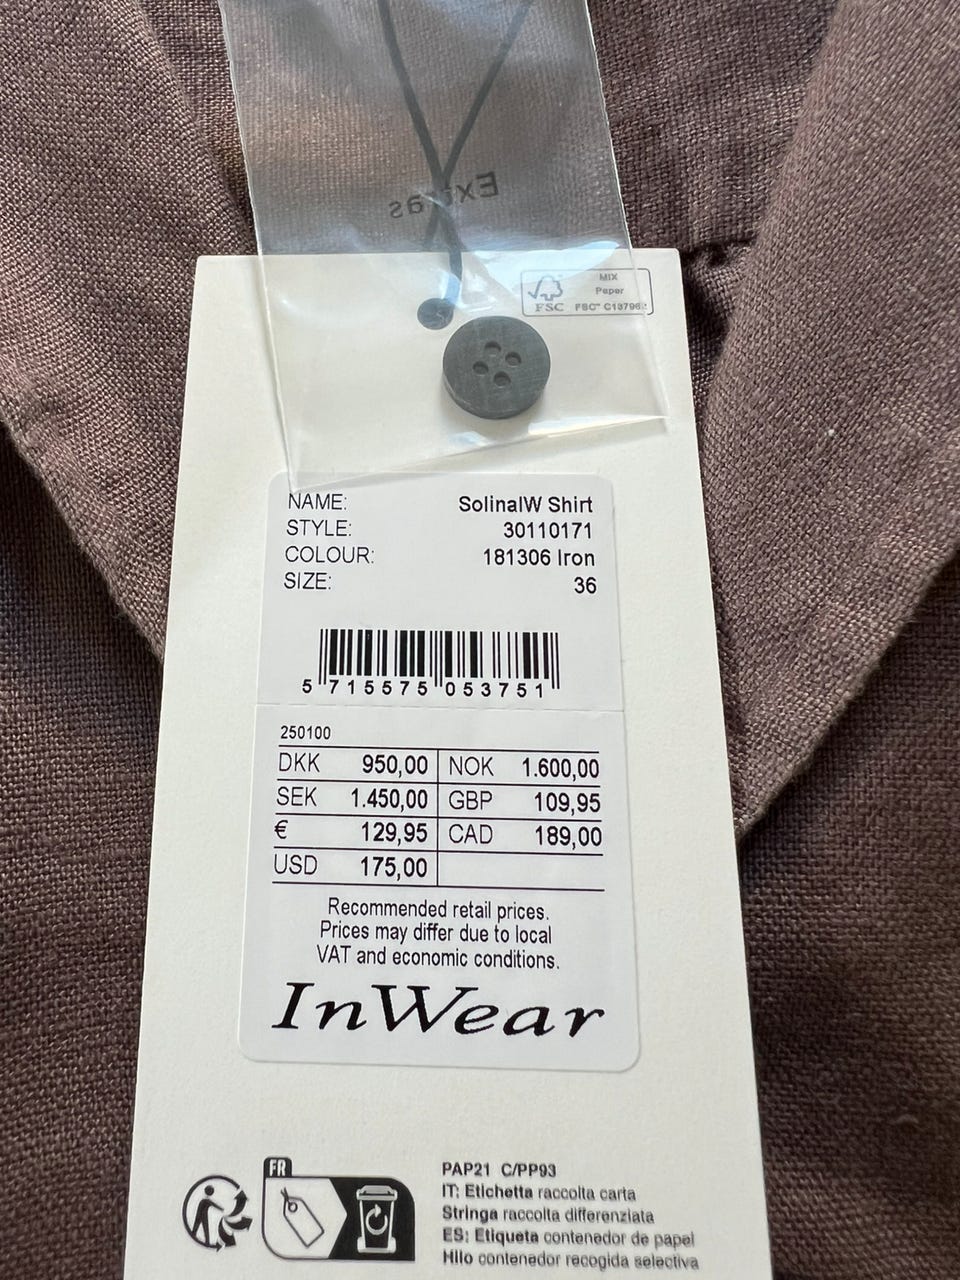 Extras
MIX
Paper
FSC
FSC™ C137962
NAME: SolinaIW Shirt
STYLE: 30110171
COLOUR: 181306 Iron
SIZE: 36
5 715575 053751
250100
DKK 950,00 NOK 1.600,00
SEK 1.450,00 GBP 109,95
€ 129,95 CAD 189,00
USD 175,00
Recommended retail prices.
Prices may differ due to local
VAT and economic conditions.
InWear
FR
PAP21 C/PP93
IT: Etichetta raccolta carta
Stringa raccolta differenziata
ES: Etiqueta contenedor de papel
Hilo contenedor recogida selectiva